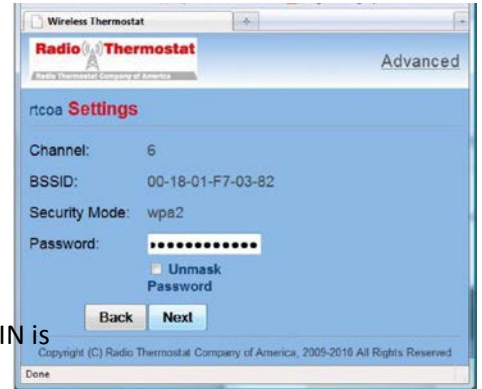 Wireless Thermostat
Radio Thermostat
Radio Thermostat Company of America
Advanced
rtcoa Settings
Channel: 6
BSSID: 00-18-01-F7-03-82
Security Mode: wpa2
Password: ••••••••••••
Unmask
Password
Back Next
IN is
Copyright (C) Radio Thermostat Company of America, 2009-2010 All Rights Reserved
Done